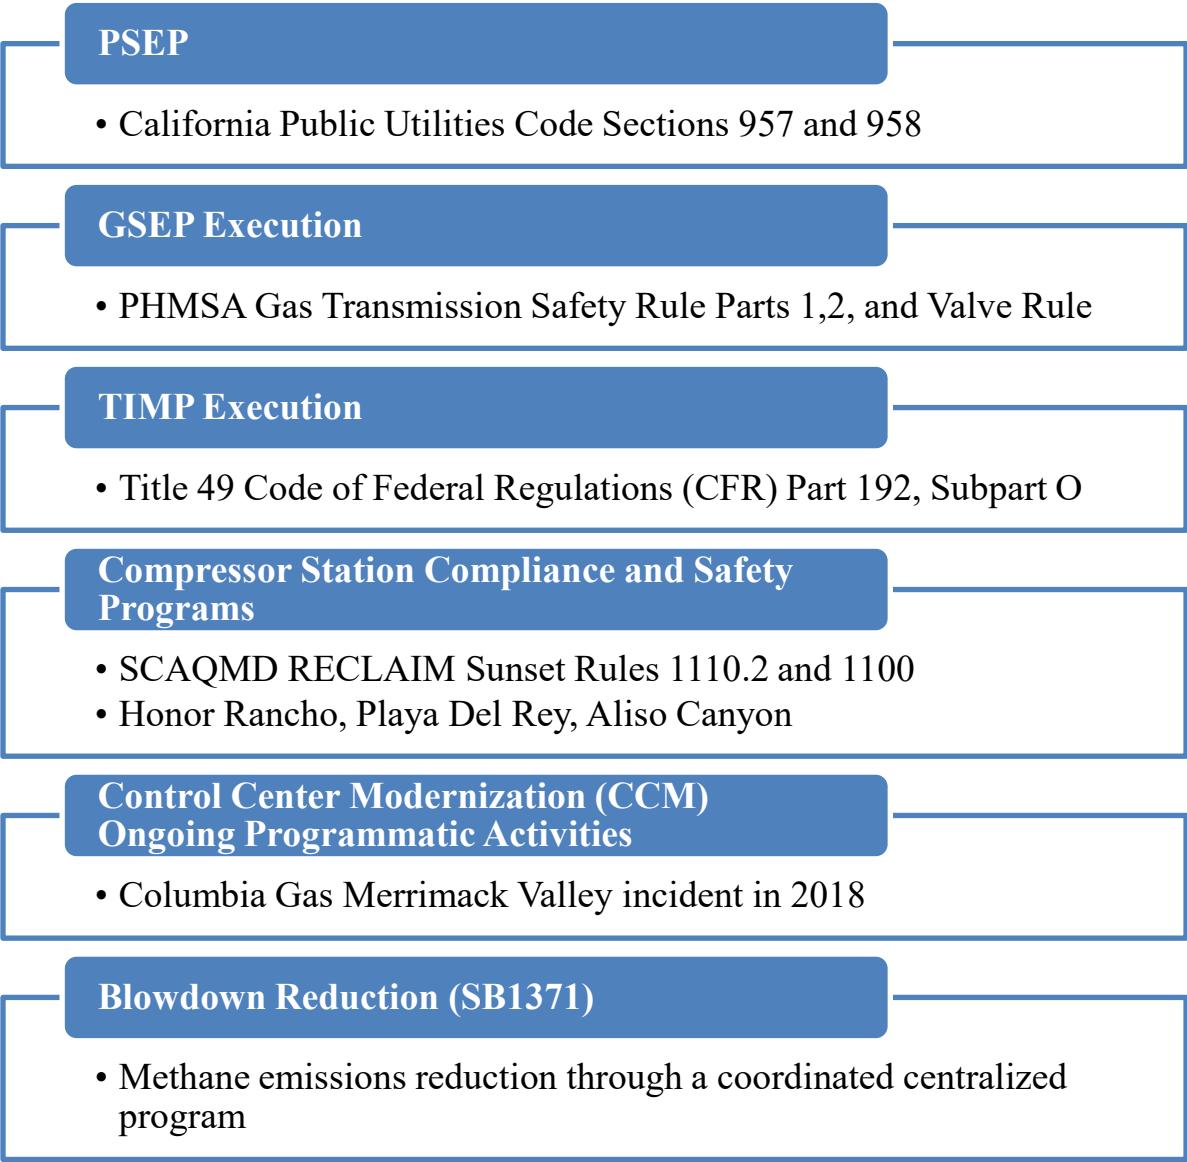 PSEP
• California Public Utilities Code Sections 957 and 958
GSEP Execution
• PHMSA Gas Transmission Safety Rule Parts 1,2, and Valve Rule
TIMP Execution
• Title 49 Code of Federal Regulations (CFR) Part 192, Subpart O
Compressor Station Compliance and Safety
Programs
• SCAQMD RECLAIM Sunset Rules 1110.2 and 1100
• Honor Rancho, Playa Del Rey, Aliso Canyon
Control Center Modernization (CCM)
Ongoing Programmatic Activities
• Columbia Gas Merrimack Valley incident in 2018
Blowdown Reduction (SB1371)
• Methane emissions reduction through a coordinated centralized
program